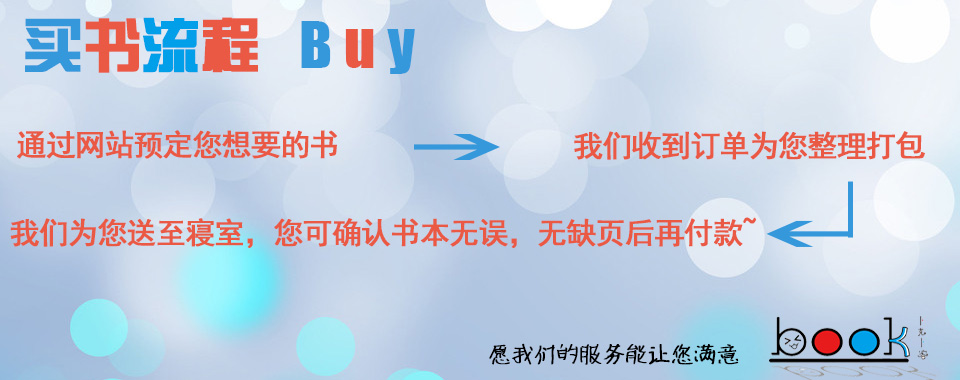 买书流程 Buy
通过网站预定您想要的书
我们收到订单为您整理打包
我们为您送至寝室，您可确认书本无误，无缺页后再付款~
愿我们的服务能让您满意
book